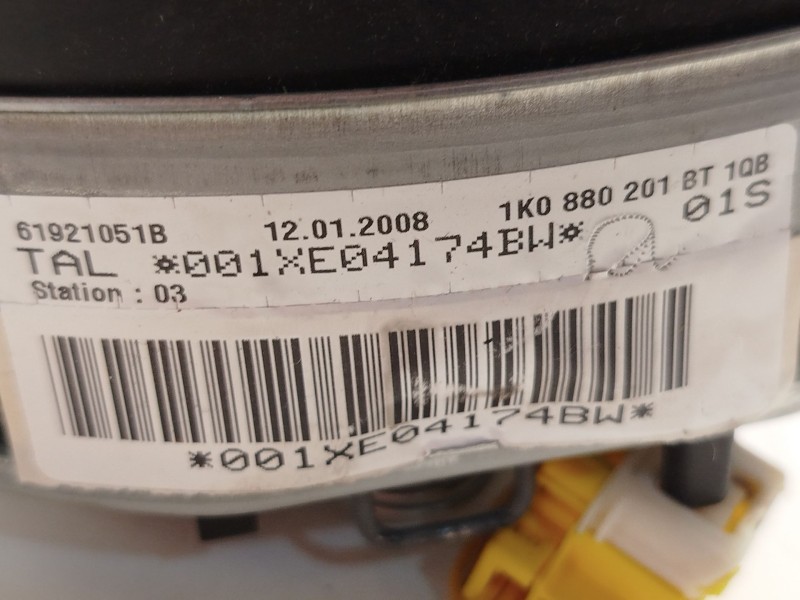 61921051B 12.01.2008 1K0 880 201 BT 1QB
TAL *001XE04174BW* 01S
Station : 03
*001XE04174BW*